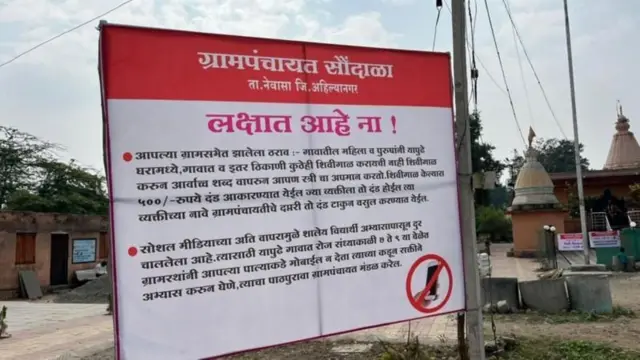 ग्रामपंचायत सौंदाळा
ता.नेवासा जि.अहिल्यानगर
लक्षात आहे ना !
आपल्या ग्रामसभेत झालेला ठराव :- गावातील महिला व पुरुषांनी यापुढे
घरामध्ये,गावात व इतर ठिकाणी कुठेही शिवीमाळ करायची नाही शिवीमाळ
करुन आर्वाच्च शब्द वापरुन आपण स्त्री चा अपमान करतो.शिवीमाळ केल्यास
५००/-रुपये दंड आकारण्यात येईल ज्या व्यक्तीला तो दंड होईल त्या
व्यक्तीच्या नावे ग्रामपंचायतीचे दप्तरी तो दंड टाकुन वसुल करण्यात येईल.
सोशल मिडियाच्या अति वापरामुळे शालेय विद्यार्थी अभ्यासापासून दुर
चालला आहे.त्यासाठी यापुढे गावात रोज संध्याकाळी ७ ते ९ या वेळेत
ग्रामस्थांनी आपल्या पाल्याकडे मोबाईल न देता त्याच्या कडून सक्तीने
अभ्यास करुन घेणे,त्याचा पाठपुरावा ग्रामपंचायत मंडळ करेल.